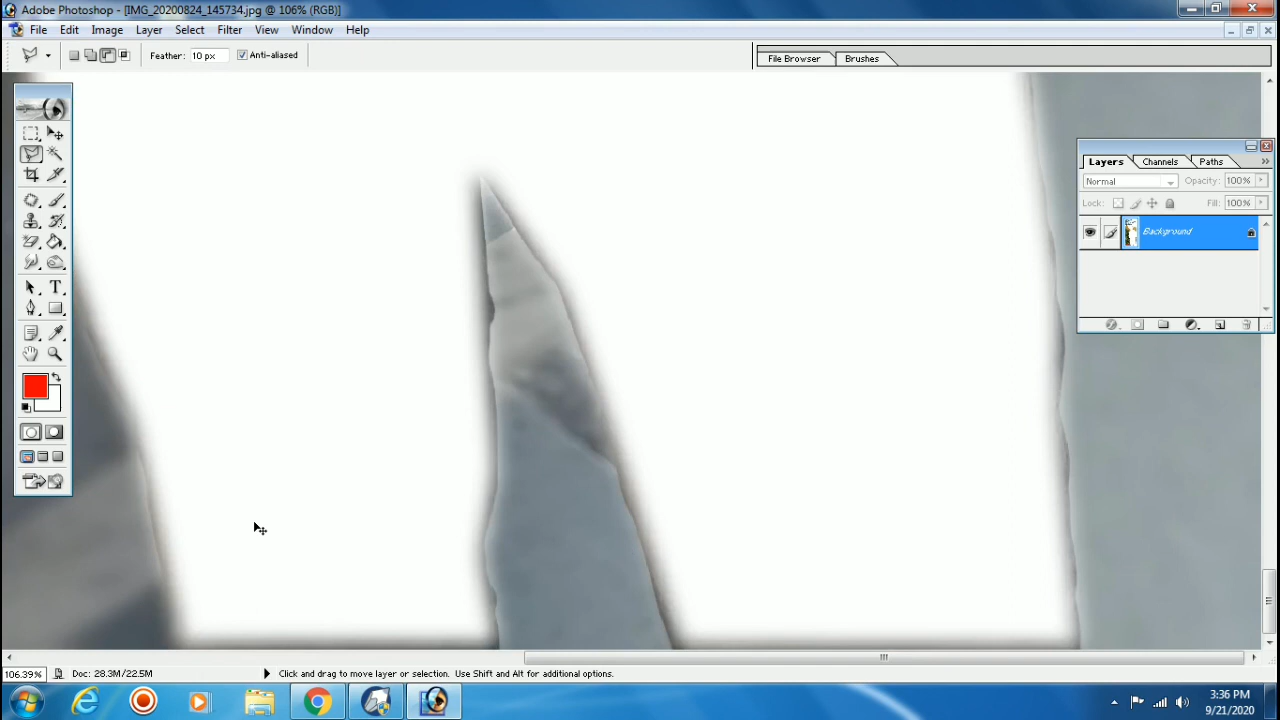 Adobe Photoshop - [IMG_20200824_145734.jpg @ 106% (RGB)]
File Edit Image Layer Select Filter View Window Help
Feather: 10 px Anti-aliased File Browser Brushes
Layers Channels Paths
Normal Opacity: 100%
Lock: Fill: 100%
Background
T
106.39% Doc: 28.3M/22.5M Click and drag to move layer or selection. Use Shift and Alt for additional options.
3:36 PM
9/21/2020